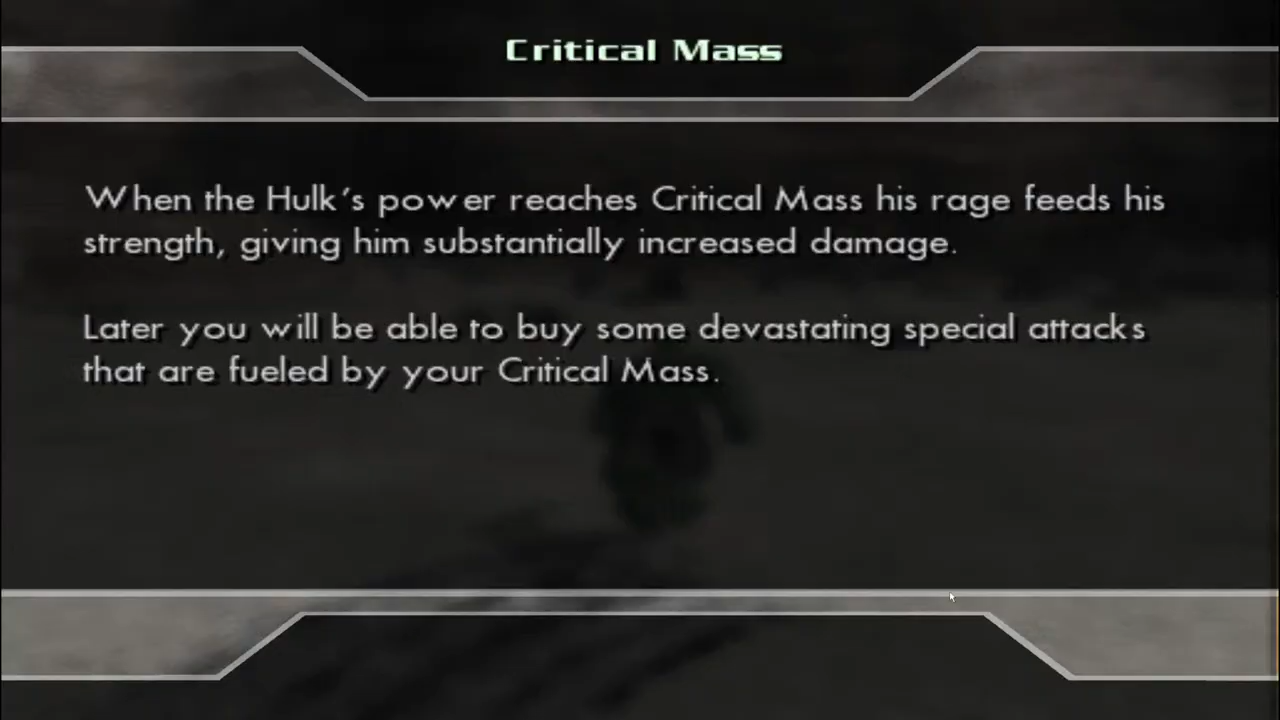 Critical Mass
When the Hulk's power reaches Critical Mass his rage feeds his
strength, giving him substantially increased damage.
Later you will be able to buy some devastating special attacks
that are fueled by your Critical Mass.